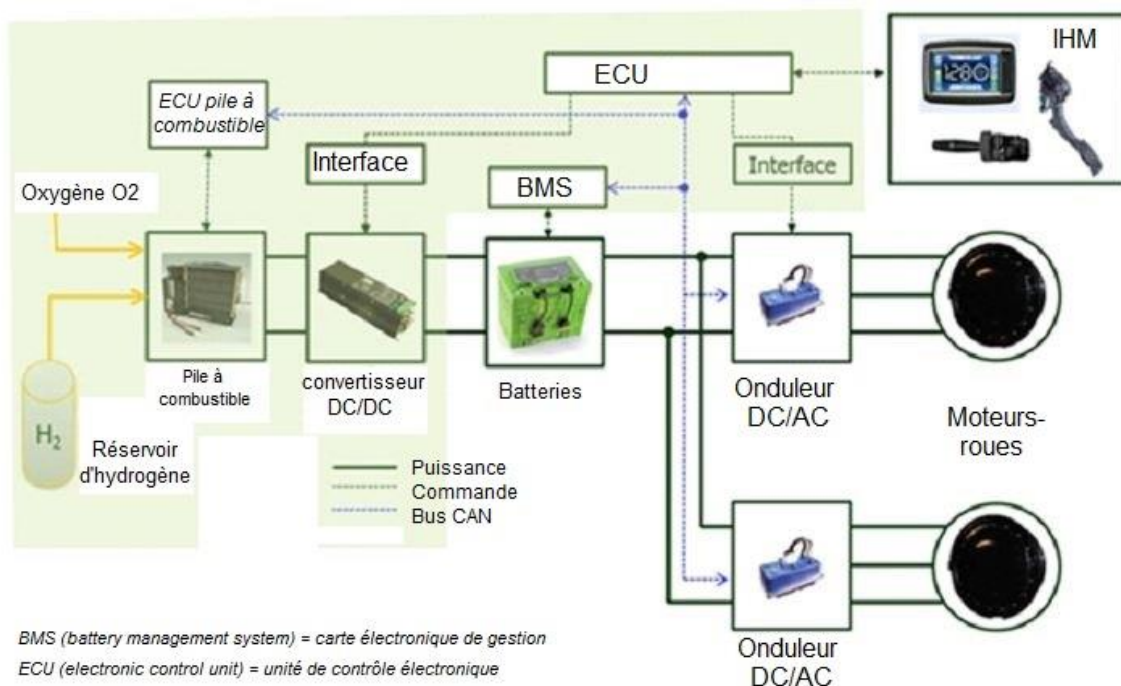 IHM
1280
ECU
ECU pile à
combustible
Interface
BMS
Interface
Oxygène O2
Pile à
combustible
convertisseur
DC/DC
Batteries
Onduleur
DC/AC
Moteurs-
roues
H2
Réservoir
d'hydrogène
Puissance
Commande
Bus CAN
Onduleur
DC/AC
BMS (battery management system) = carte électronique de gestion
ECU (electronic control unit) = unité de contrôle électronique